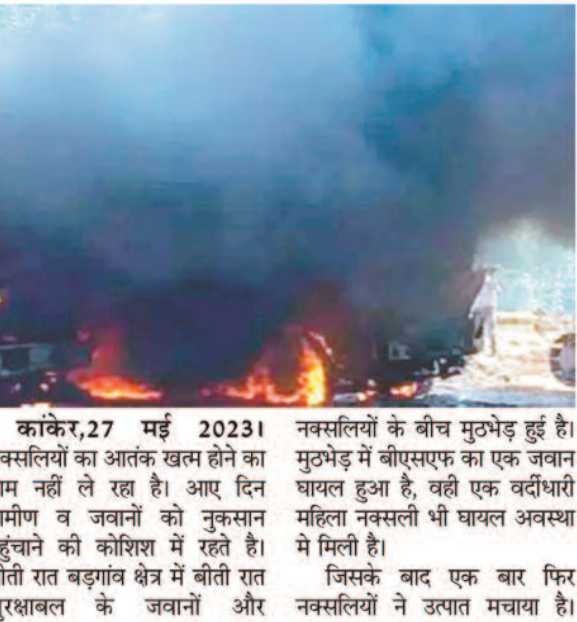 कांकेर,27 मई 2023।
क्सलियों का आतंक खत्म होने का
ाम नहीं ले रहा है। आए दिन
ामीण व जवानों को नुकसान
हुंचाने की कोशिश में रहते है।
ीती रात बड़गांव क्षेत्र में बीती रात
ुरक्षाबल के जवानों और
नक्सलियों के बीच मुठभेड़ हुई है।
मुठभेड़ में बीएसएफ का एक जवान
घायल हुआ है, वही एक वर्दीधारी
महिला नक्सली भी घायल अवस्था
मे मिली है।
जिसके बाद एक बार फिर
नक्सलियों ने उत्पात मचाया है।